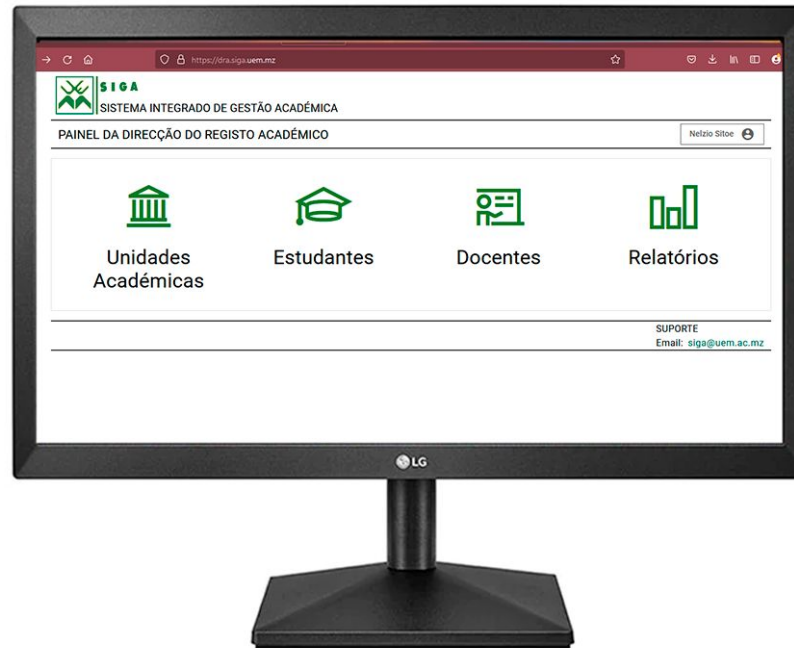 https://dra.siga.uem.mz
SIGA
SISTEMA INTEGRADO DE GESTÃO ACADÉMICA
PAINEL DA DIRECÇÃO DO REGISTO ACADÉMICO
Nelzio Sitoe
Unidades
Académicas
Estudantes
Docentes
Relatórios
SUPORTE
Email: siga@uem.ac.mz
LG